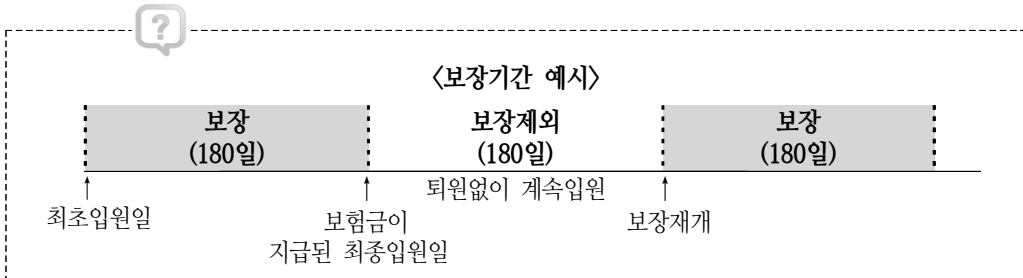 ?
<보장기간 예시>
보장 보장제외 보장
(180일) (180일) (180일)
퇴원없이 계속입원
최초입원일 보험금이 보장재개
지급된 최종입원일